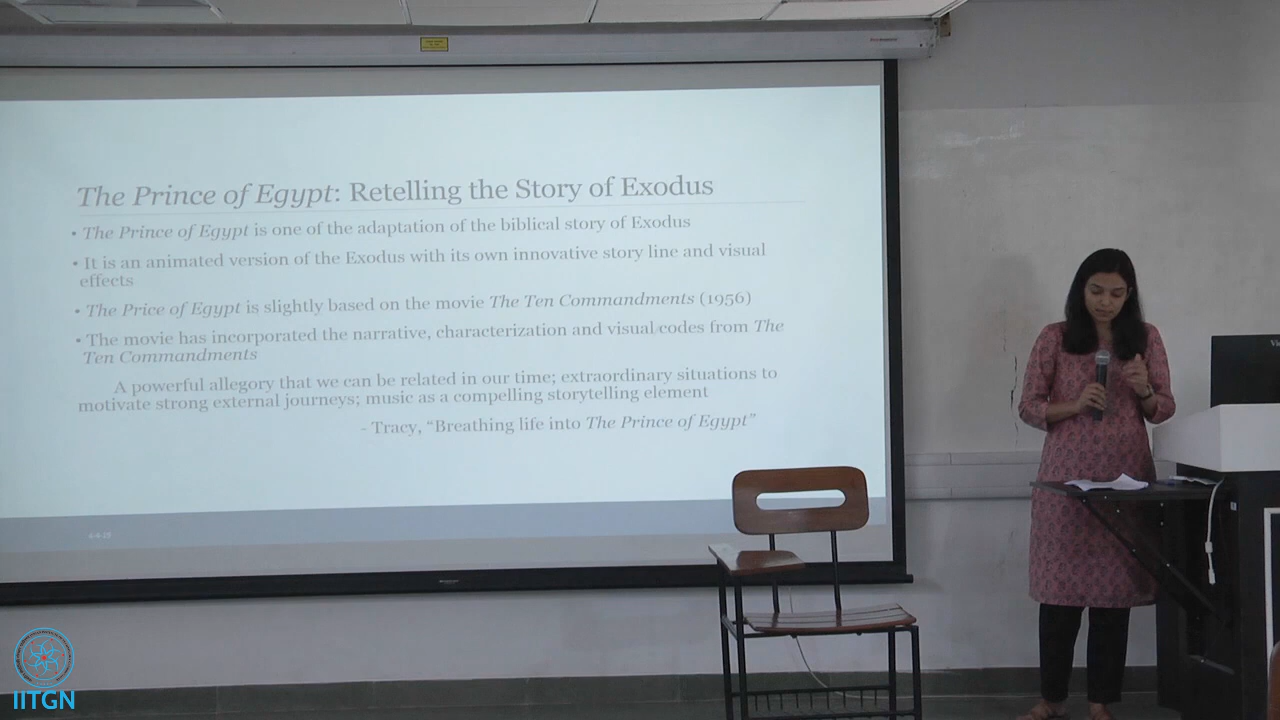 The Prince of Egypt: Retelling the Story of Exodus
• The Prince of Egypt is one of the adaptation of the biblical story of Exodus
• It is an animated version of the Exodus with its own innovative story line and visual
effects
• The Price of Egypt is slightly based on the movie The Ten Commandments (1956)
• The movie has incorporated the narrative, characterization and visual codes from The
Ten Commandments
A powerful allegory that we can be related in our time; extraordinary situations to
motivate strong external journeys; music as a compelling storytelling element
- Tracy, “Breathing life into The Prince of Egypt”
IITGN